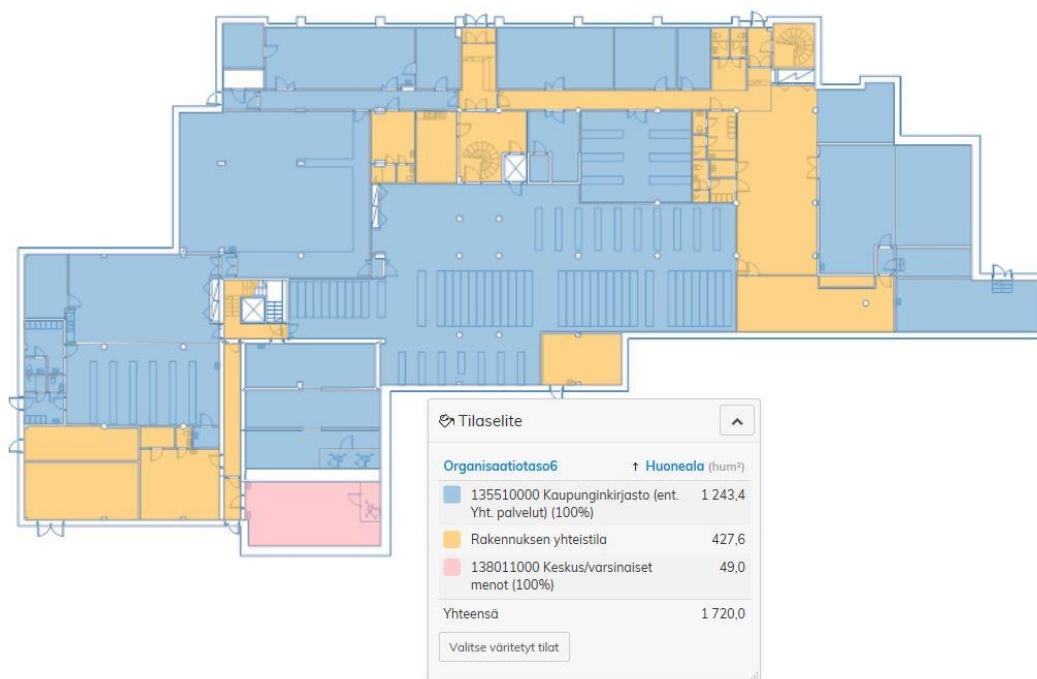 Tilaselite
Organisaatiotaso6 ↑ Huoneala (hum²)
135510000 Kaupunginkirjasto (ent. 1 243,4
Yht. palvelut) (100%)
Rakennuksen yhteistila 427,6
138011000 Keskus/varsinaiset 49,0
menot (100%)
Yhteensä 1 720,0
Valitse väritetyt tilat